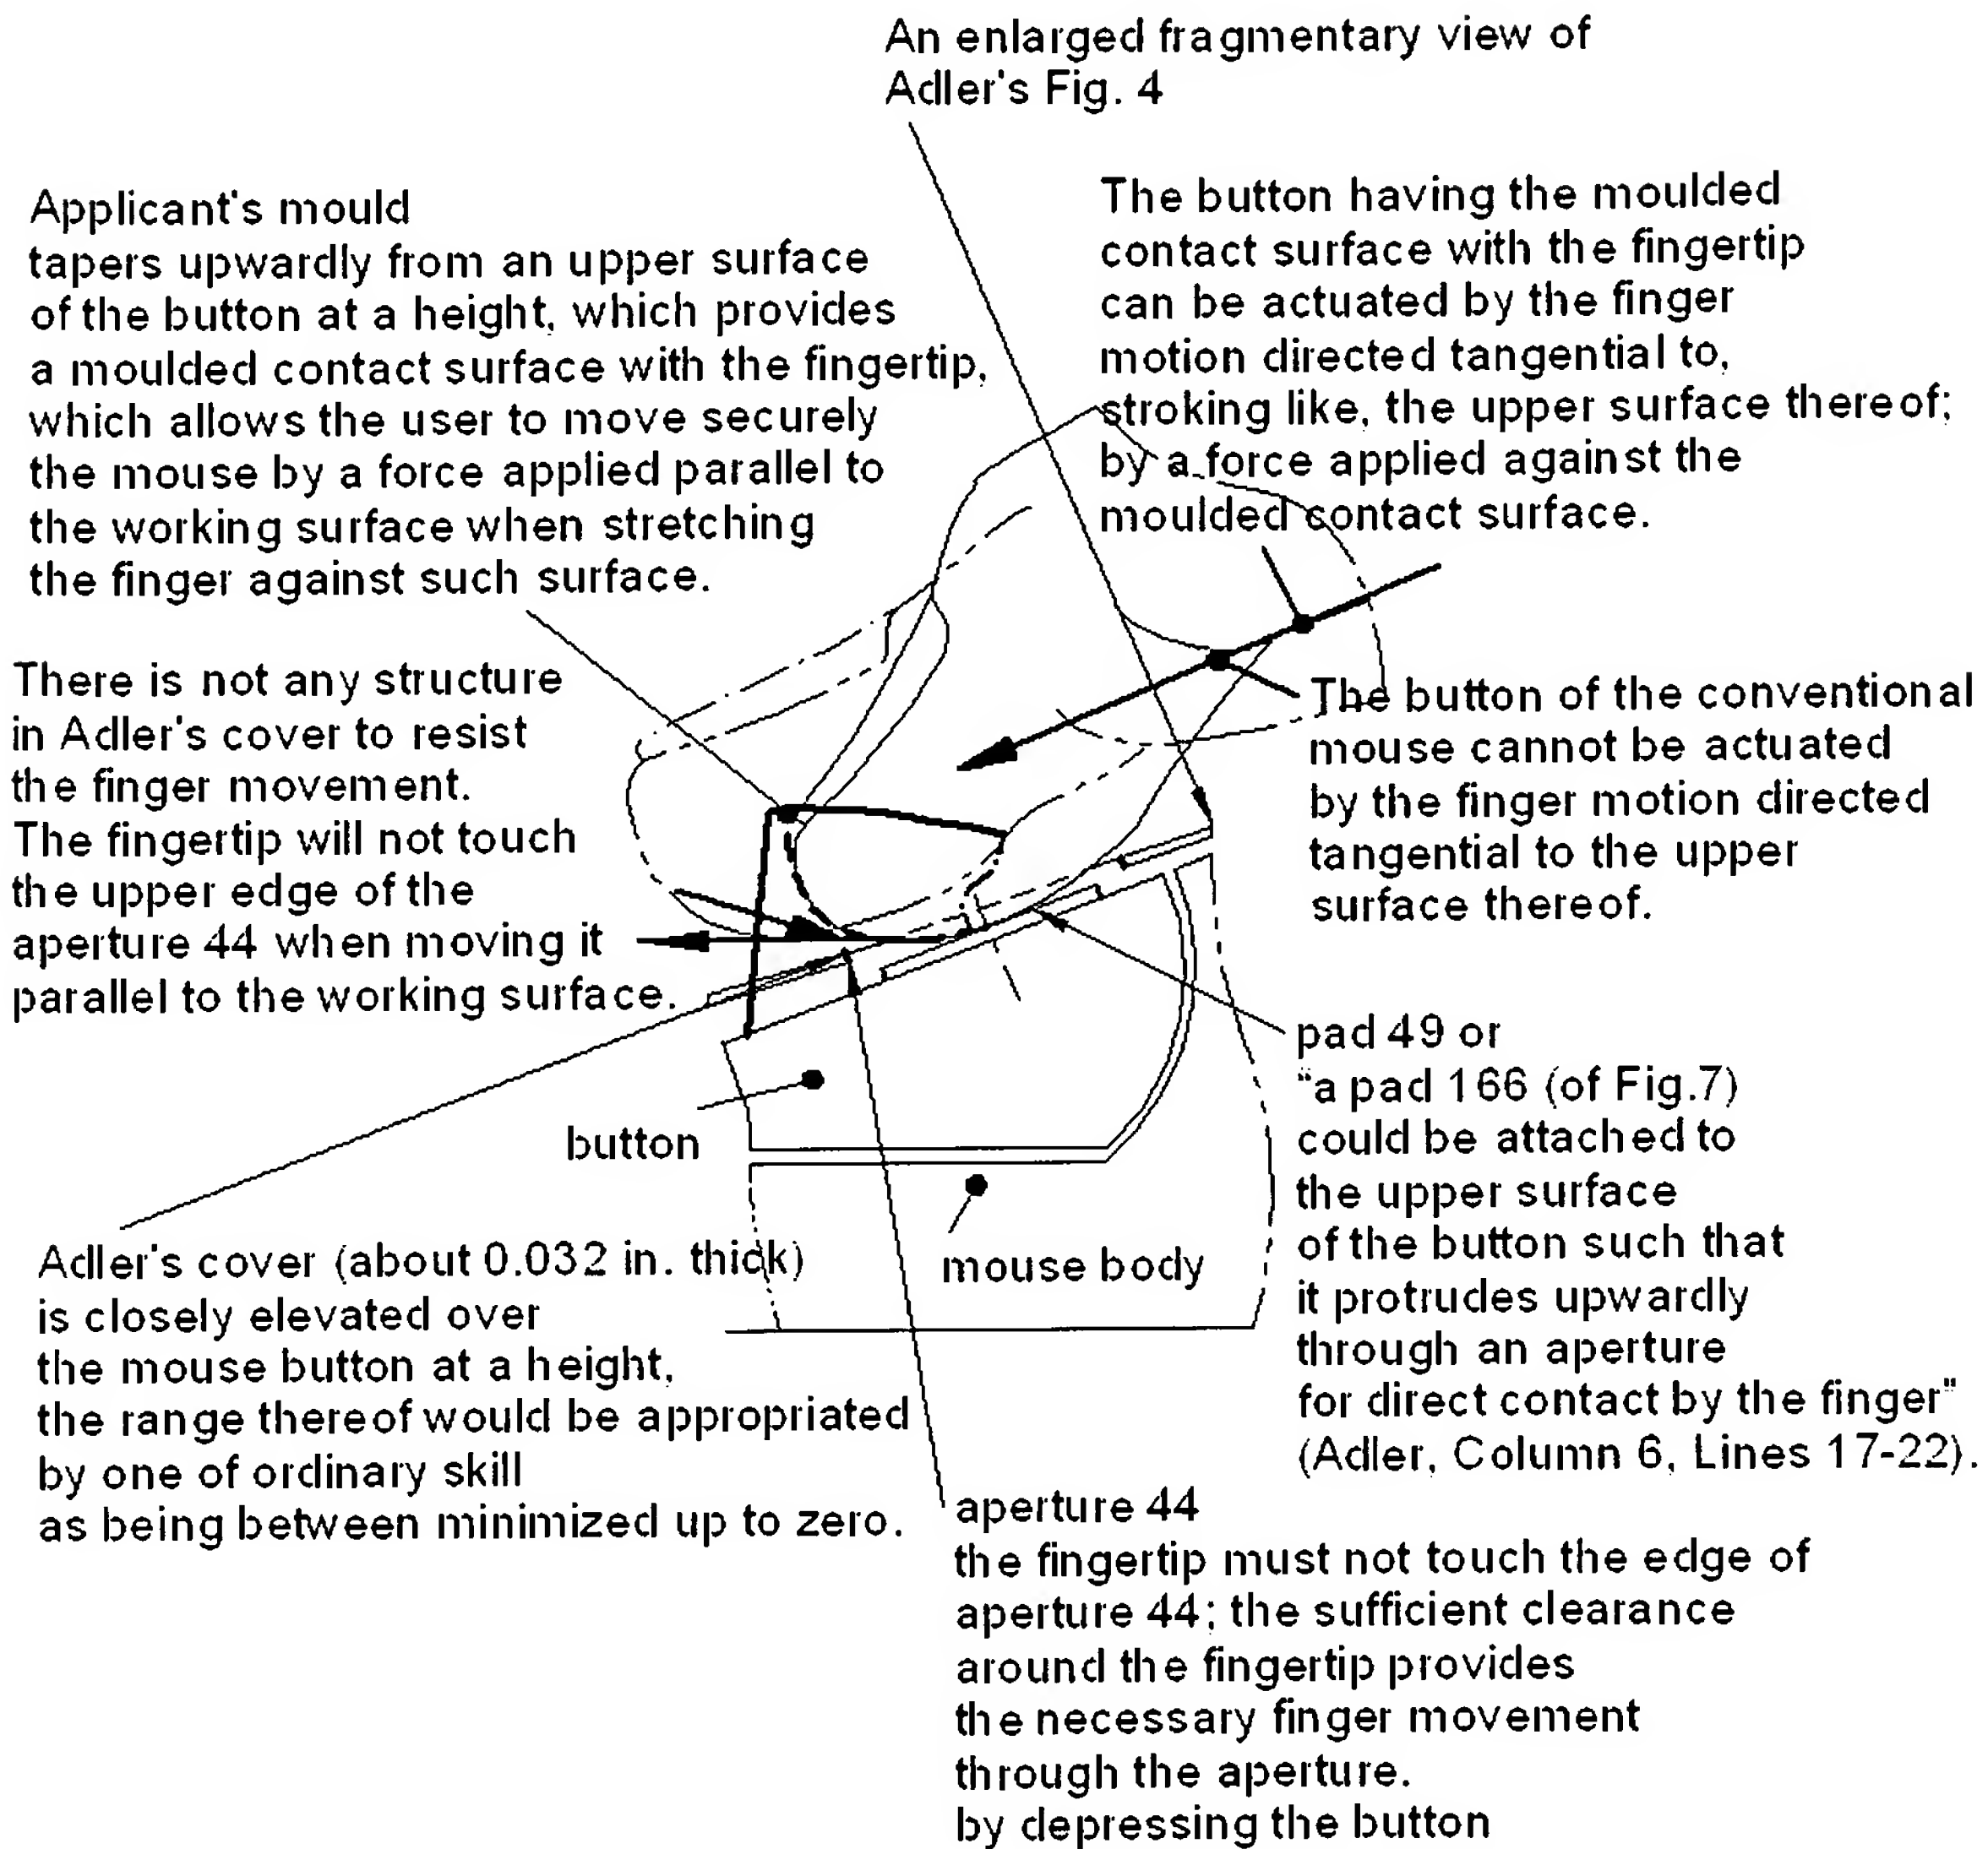 An enlarged fragmentary view of
Adler's Fig. 4
Applicant's mould
tapers upwardly from an upper surface
of the button at a height, which provides
a moulded contact surface with the fingertip,
which allows the user to move securely
the mouse by a force applied parallel to
the working surface when stretching
the finger against such surface.
The button having the moulded
contact surface with the fingertip
can be actuated by the finger
motion directed tangential to,
stroking like, the upper surface thereof;
by a force applied against the
moulded contact surface.
There is not any structure
in Adler's cover to resist
the finger movement.
The fingertip will not touch
the upper edge of the
aperture 44 when moving it
parallel to the working surface.
The button of the conventional
mouse cannot be actuated
by the finger motion directed
tangential to the upper
surface thereof.
pad 49 or
"a pad 166 (of Fig.7)
could be attached to
the upper surface
of the button such that
it protrudes upwardly
through an aperture
for direct contact by the finger"
(Adler, Column 6, Lines 17-22).
button
mouse body
Adler's cover (about 0.032 in. thick)
is closely elevated over
the mouse button at a height,
the range thereof would be appropriated
by one of ordinary skill
as being between minimized up to zero.
aperture 44
the fingertip must not touch the edge of
aperture 44; the sufficient clearance
around the fingertip provides
the necessary finger movement
through the aperture.
by depressing the button